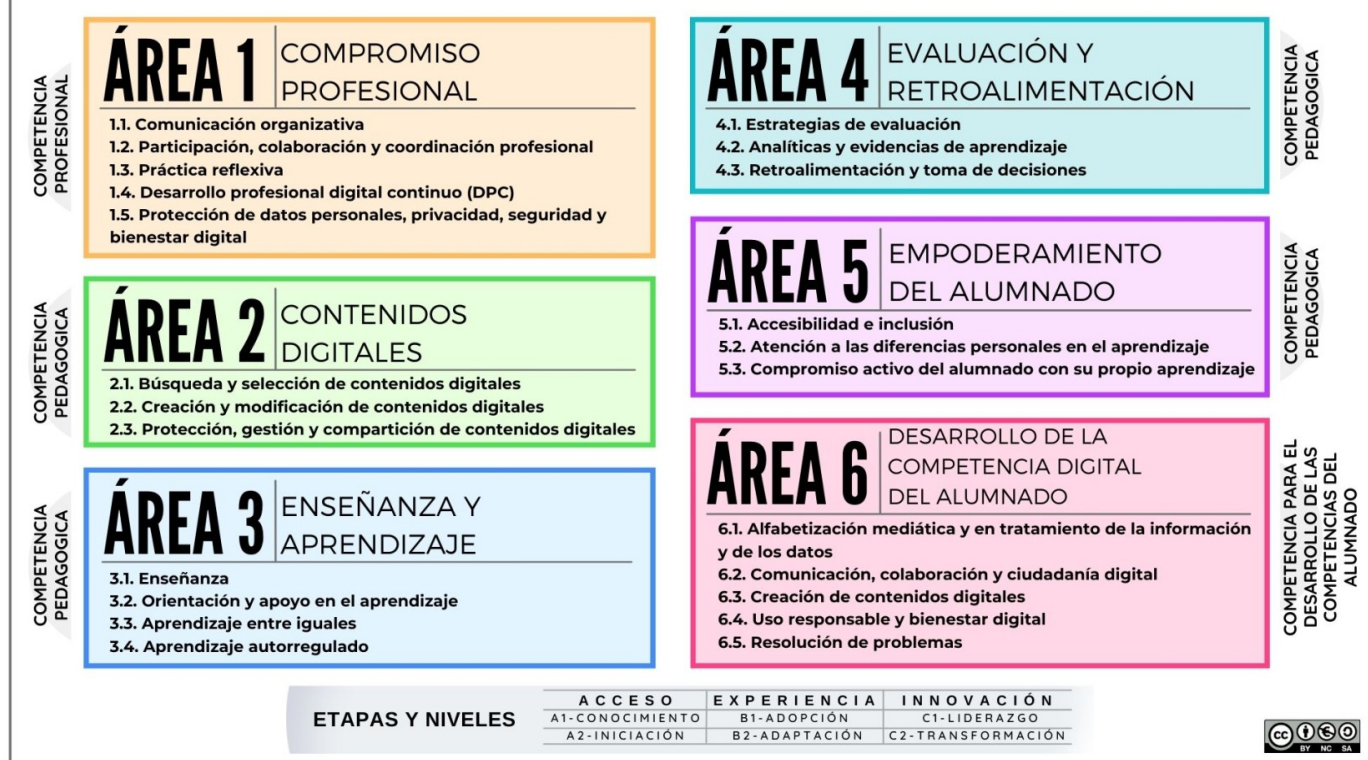 COMPETENCIA
PROFESIONAL
ÁREA 1
COMPROMISO
PROFESIONAL
1.1. Comunicación organizativa
1.2. Participación, colaboración y coordinación profesional
1.3. Práctica reflexiva
1.4. Desarrollo profesional digital continuo (DPC)
1.5. Protección de datos personales, privacidad, seguridad y
bienestar digital
COMPETENCIA
PEDAGOGICA
ÁREA 2
CONTENIDOS
DIGITALES
2.1. Búsqueda y selección de contenidos digitales
2.2. Creación y modificación de contenidos digitales
2.3. Protección, gestión y compartición de contenidos digitales
COMPETENCIA
PEDAGOGICA
ÁREA 3
ENSEÑANZA Y
APRENDIZAJE
3.1. Enseñanza
3.2. Orientación y apoyo en el aprendizaje
3.3. Aprendizaje entre iguales
3.4. Aprendizaje autorregulado
ÁREA 4
EVALUACIÓN Y
RETROALIMENTACIÓN
4.1. Estrategias de evaluación
4.2. Analíticas y evidencias de aprendizaje
4.3. Retroalimentación y toma de decisiones
COMPETENCIA
PEDAGOGICA
ÁREA 5
EMPODERAMIENTO
DEL ALUMNADO
5.1. Accesibilidad e inclusión
5.2. Atención a las diferencias personales en el aprendizaje
5.3. Compromiso activo del alumnado con su propio aprendizaje
COMPETENCIA
PEDAGOGICA
ÁREA 6
DESARROLLO DE LA
COMPETENCIA DIGITAL
DEL ALUMNADO
6.1. Alfabetización mediática y en tratamiento de la información
y de los datos
6.2. Comunicación, colaboración y ciudadanía digital
6.3. Creación de contenidos digitales
6.4. Uso responsable y bienestar digital
6.5. Resolución de problemas
COMPETENCIA PARA EL
DESARROLLO DE LAS
COMPETENCIAS DEL
ALUMNADO
ETAPAS Y NIVELES
ACCESO EXPERIENCIA INNOVACIÓN
A1-CONOCIMIENTO B1-ADOPCIÓN C1-LIDERAZGO
A2-INICIACIÓN B2-ADAPTACIÓN C2-TRANSFORMACIÓN
cc
BY NC SA